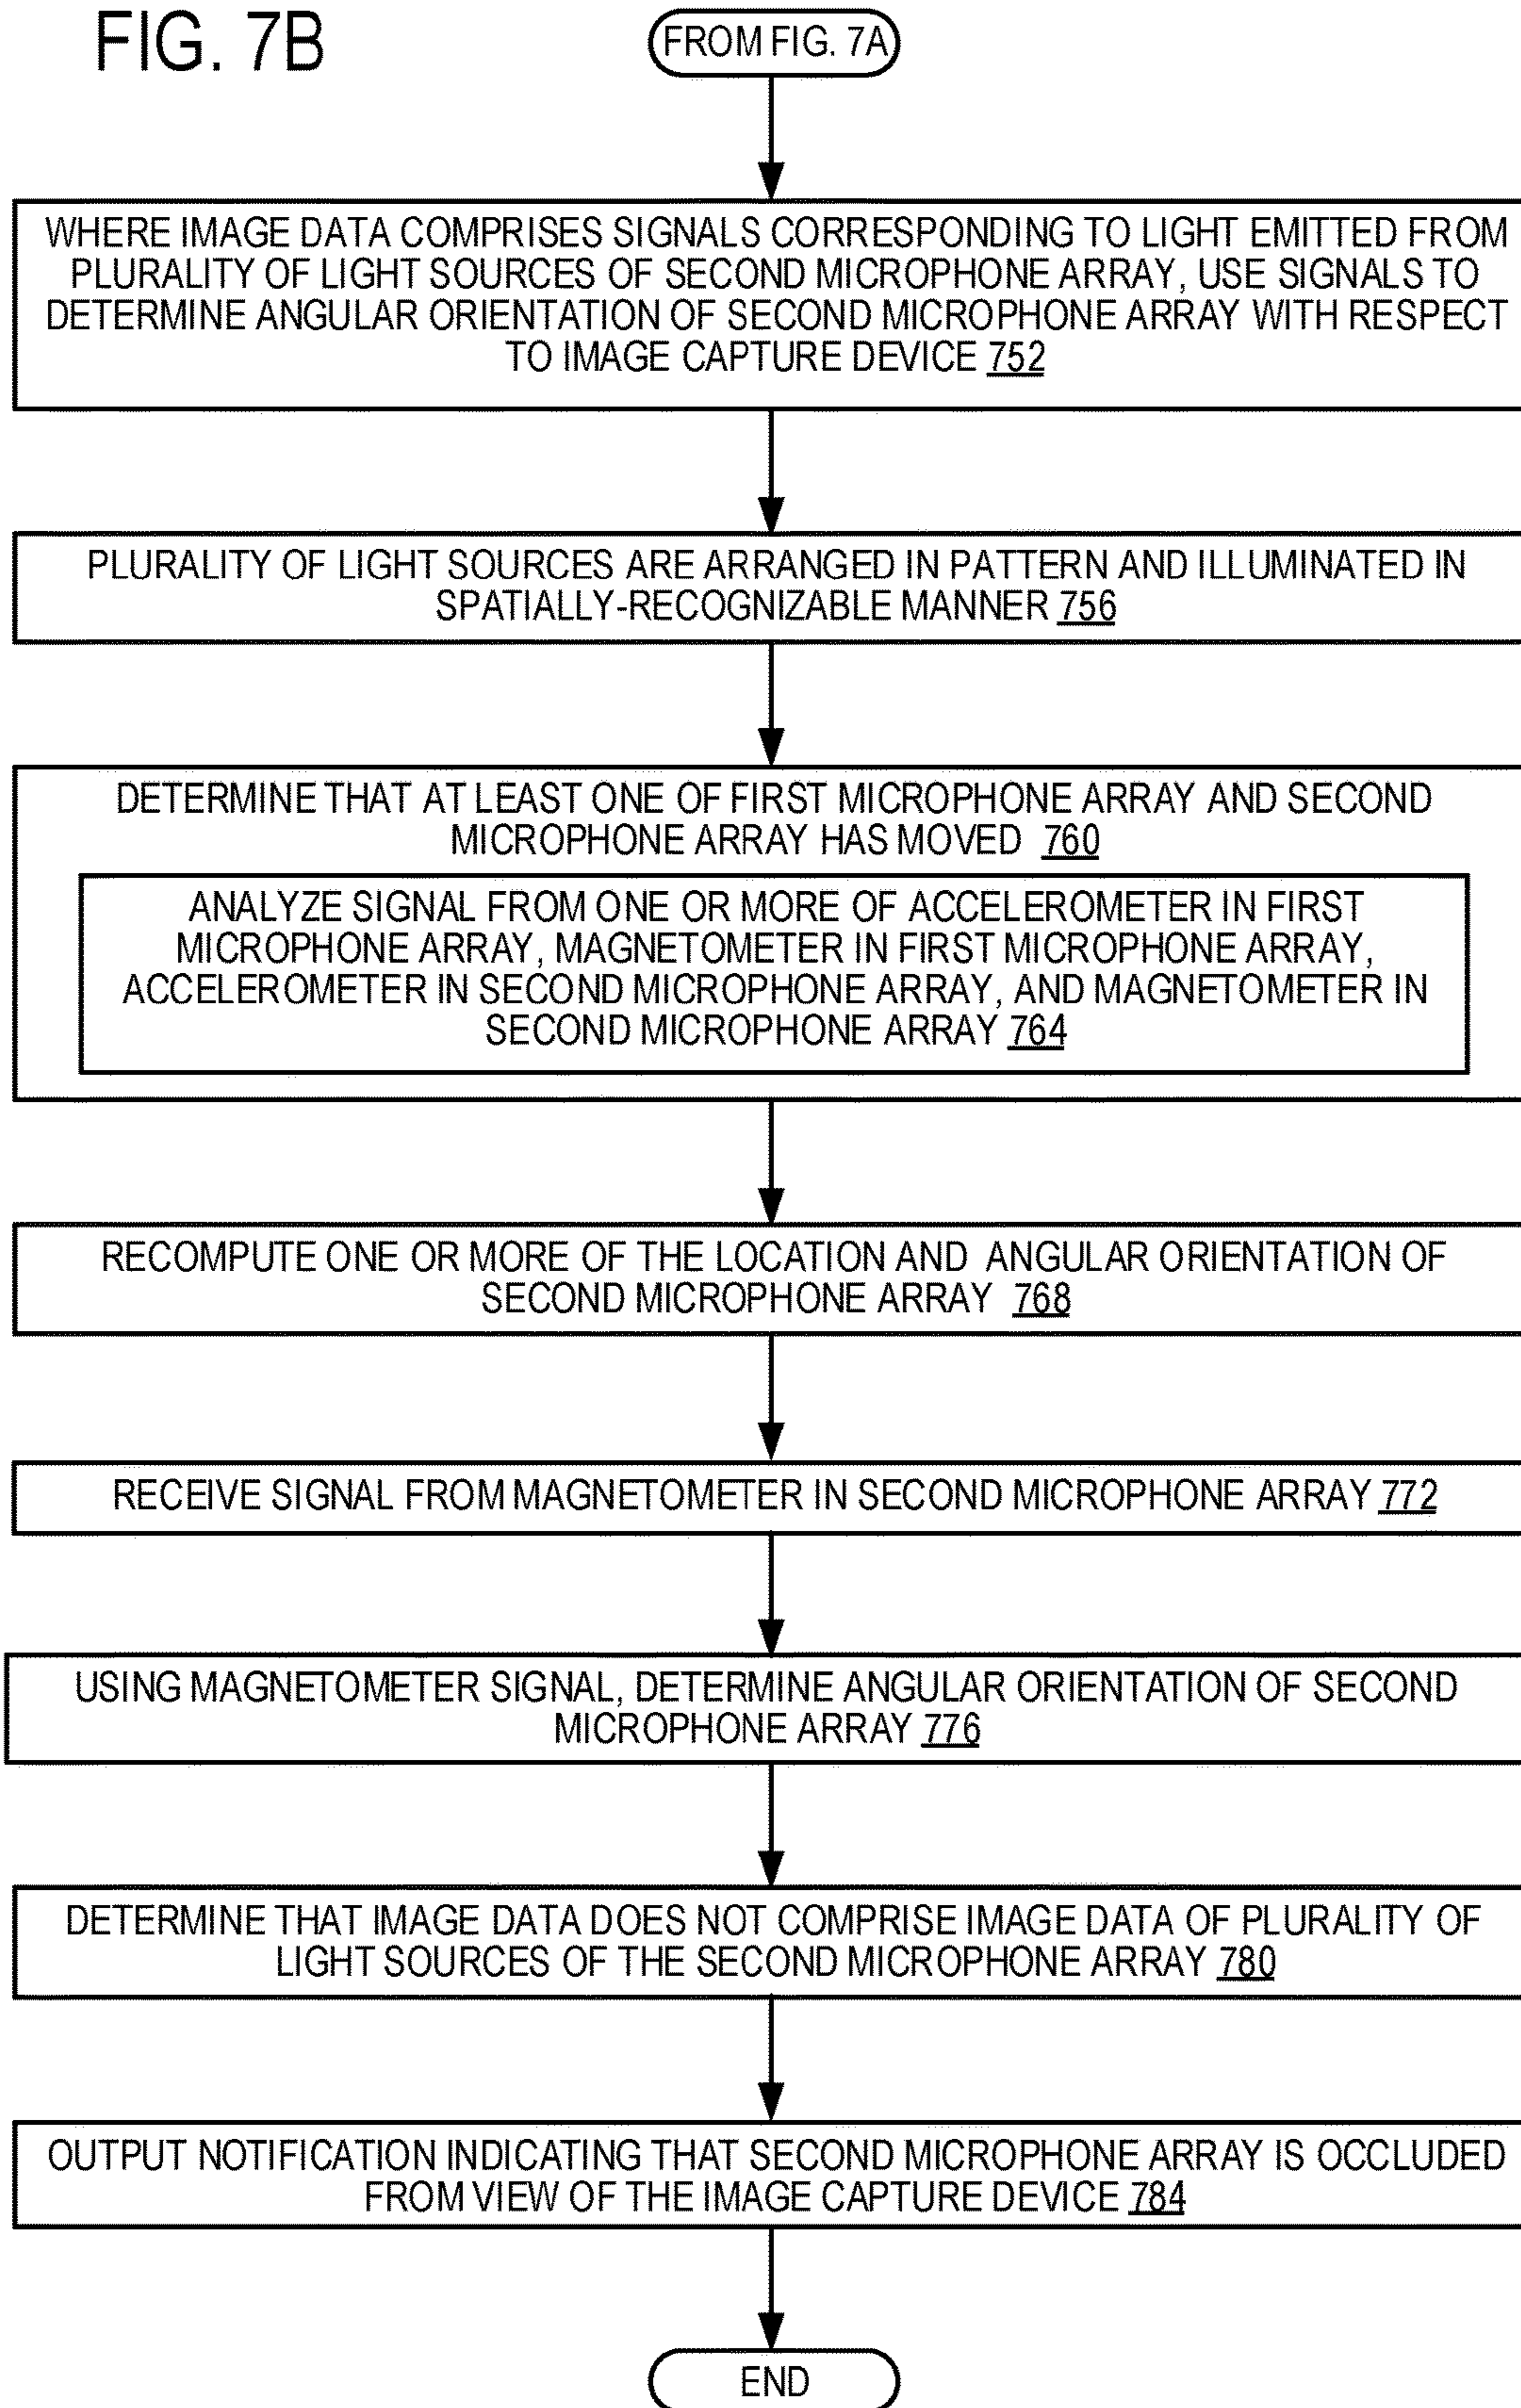 FIG. 7B
FROM FIG. 7A
WHERE IMAGE DATA COMPRISES SIGNALS CORRESPONDING TO LIGHT EMITTED FROM
PLURALITY OF LIGHT SOURCES OF SECOND MICROPHONE ARRAY, USE SIGNALS TO
DETERMINE ANGULAR ORIENTATION OF SECOND MICROPHONE ARRAY WITH RESPECT
TO IMAGE CAPTURE DEVICE 752
PLURALITY OF LIGHT SOURCES ARE ARRANGED IN PATTERN AND ILLUMINATED IN
SPATIALLY-RECOGNIZABLE MANNER 756
DETERMINE THAT AT LEAST ONE OF FIRST MICROPHONE ARRAY AND SECOND
MICROPHONE ARRAY HAS MOVED 760
ANALYZE SIGNAL FROM ONE OR MORE OF ACCELEROMETER IN FIRST
MICROPHONE ARRAY, MAGNETOMETER IN FIRST MICROPHONE ARRAY,
ACCELEROMETER IN SECOND MICROPHONE ARRAY, AND MAGNETOMETER IN
SECOND MICROPHONE ARRAY 764
RECOMPUTE ONE OR MORE OF THE LOCATION AND ANGULAR ORIENTATION OF
SECOND MICROPHONE ARRAY 768
RECEIVE SIGNAL FROM MAGNETOMETER IN SECOND MICROPHONE ARRAY 772
USING MAGNETOMETER SIGNAL, DETERMINE ANGULAR ORIENTATION OF SECOND
MICROPHONE ARRAY 776
DETERMINE THAT IMAGE DATA DOES NOT COMPRISE IMAGE DATA OF PLURALITY OF
LIGHT SOURCES OF THE SECOND MICROPHONE ARRAY 780
OUTPUT NOTIFICATION INDICATING THAT SECOND MICROPHONE ARRAY IS OCCLUDED
FROM VIEW OF THE IMAGE CAPTURE DEVICE 784
END